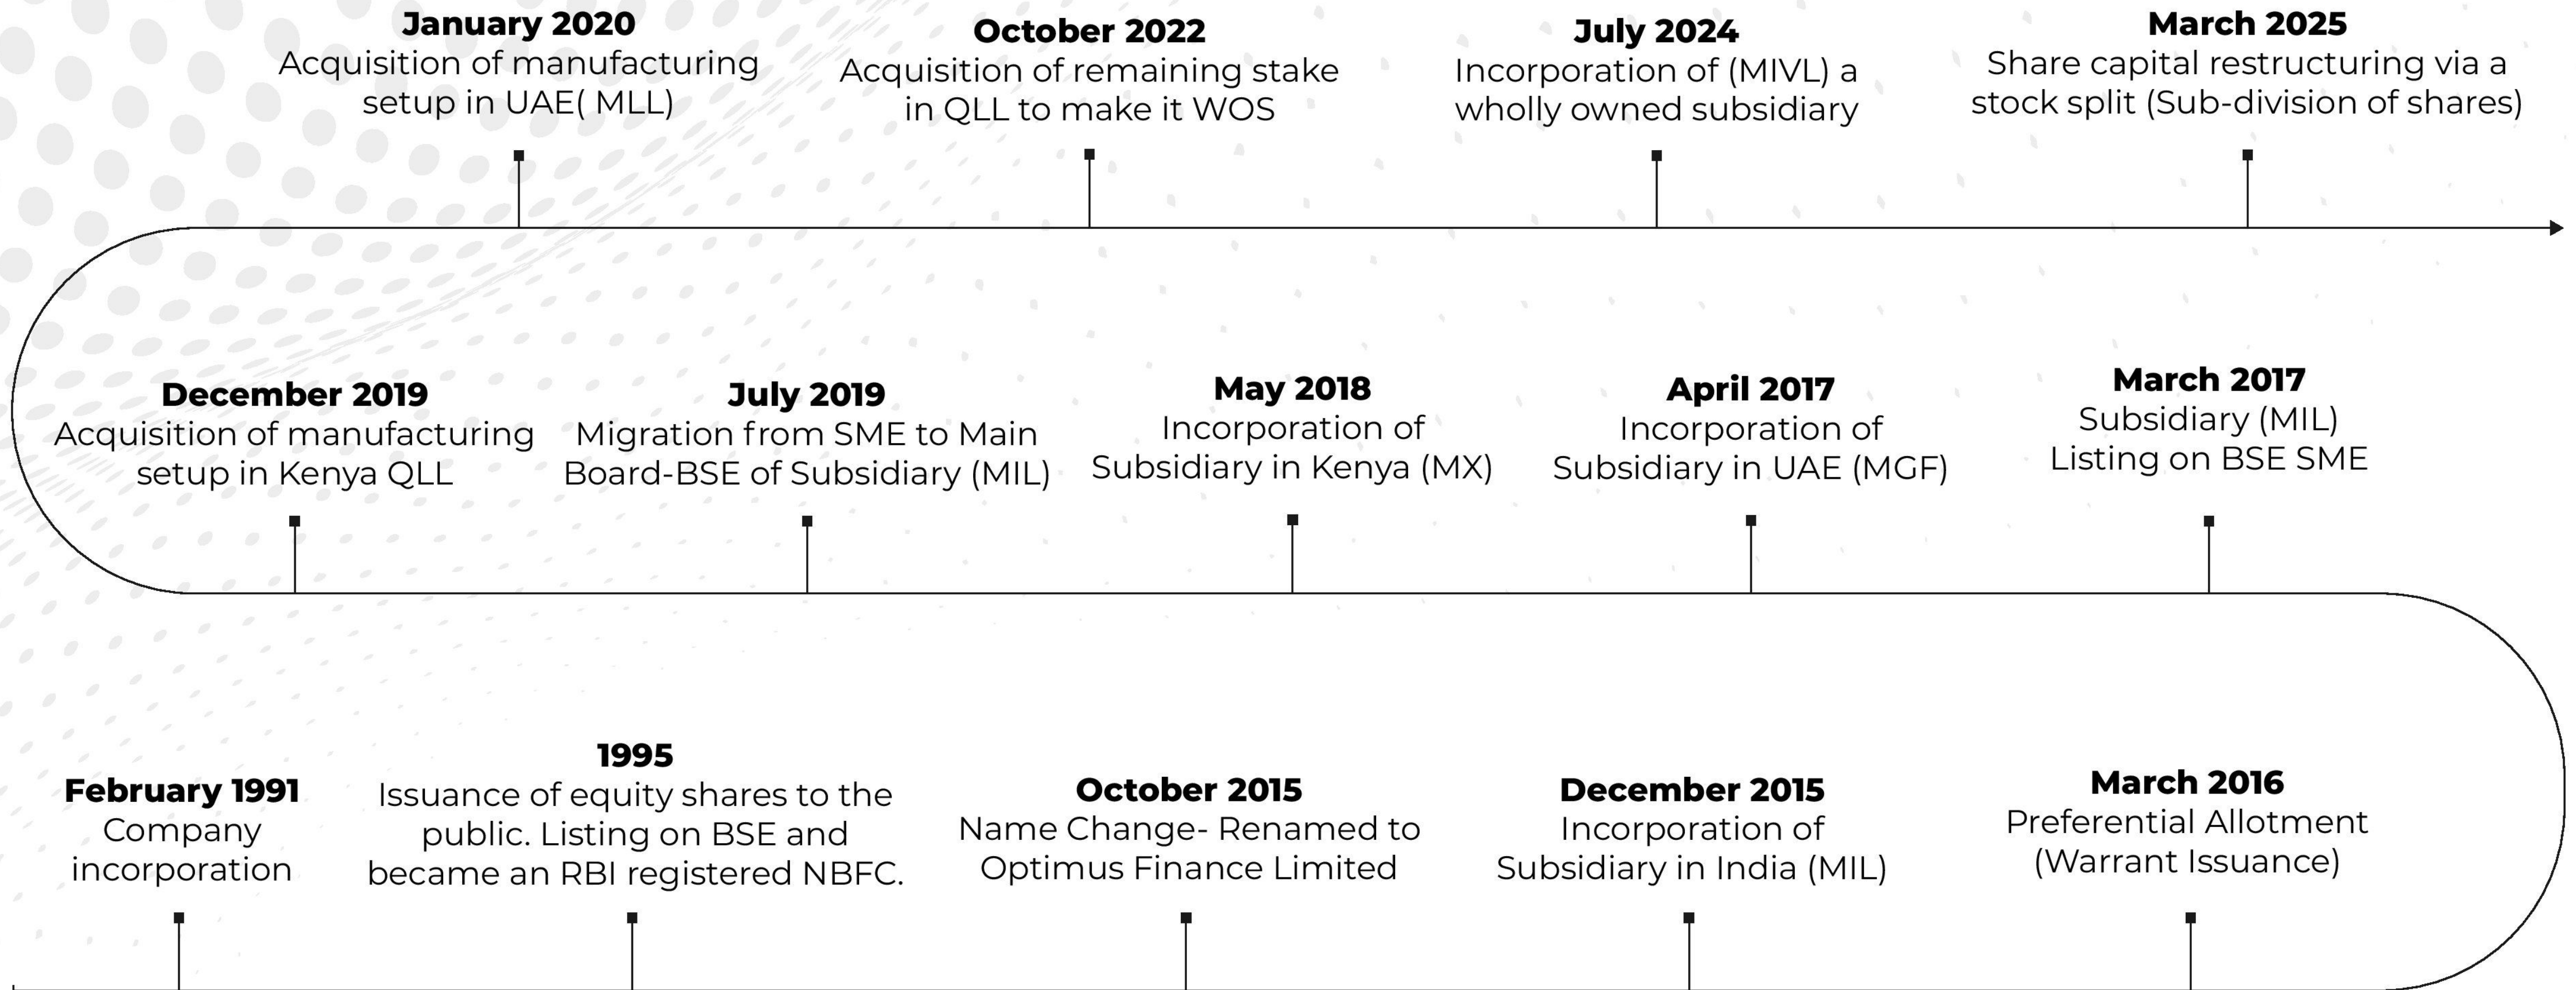 January 2020
Acquisition of manufacturing
setup in UAE( MLL)
October 2022
Acquisition of remaining stake
in QLL to make it WOS
July 2024
Incorporation of (MIVL) a
wholly owned subsidiary
March 2025
Share capital restructuring via a
stock split (Sub-division of shares)
December 2019
Acquisition of manufacturing
setup in Kenya QLL
July 2019
Migration from SME to Main
Board-BSE of Subsidiary (MIL)
May 2018
Incorporation of
Subsidiary in Kenya (MX)
April 2017
Incorporation of
Subsidiary in UAE (MGF)
March 2017
Subsidiary (MIL)
Listing on BSE SME
February 1991
Company
incorporation
1995
Issuance of equity shares to the
public. Listing on BSE and
became an RBI registered NBFC.
October 2015
Name Change- Renamed to
Optimus Finance Limited
December 2015
Incorporation of
Subsidiary in India (MIL)
March 2016
Preferential Allotment
(Warrant Issuance)